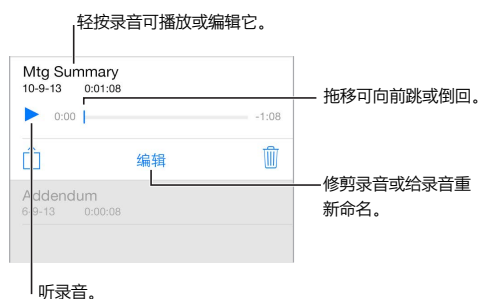 轻按录音可播放或编辑它。
Mtg Summary
10-9-13 0:01:08
拖移可向前跳或倒回。
0:00 -1:08
编辑
修剪录音或给录音重
新命名。
Addendum
6-9-13 0:00:08
听录音。